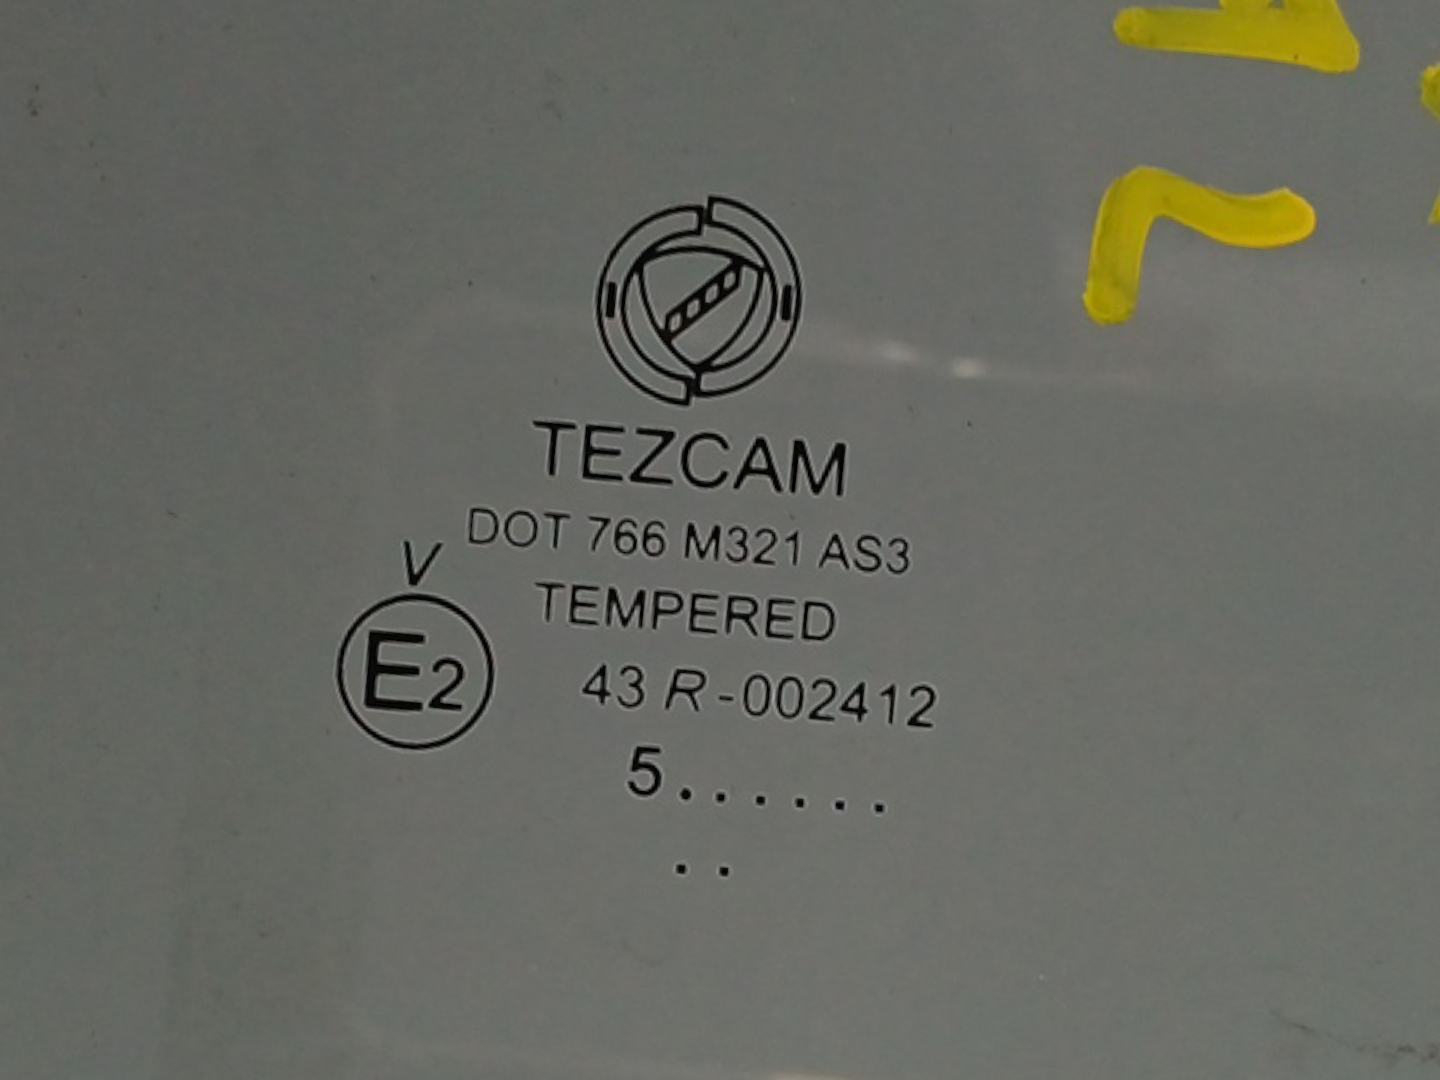 TEZCAM
DOT 766 M321 AS3
V
TEMPERED
E2
43 R-002412
5......
..